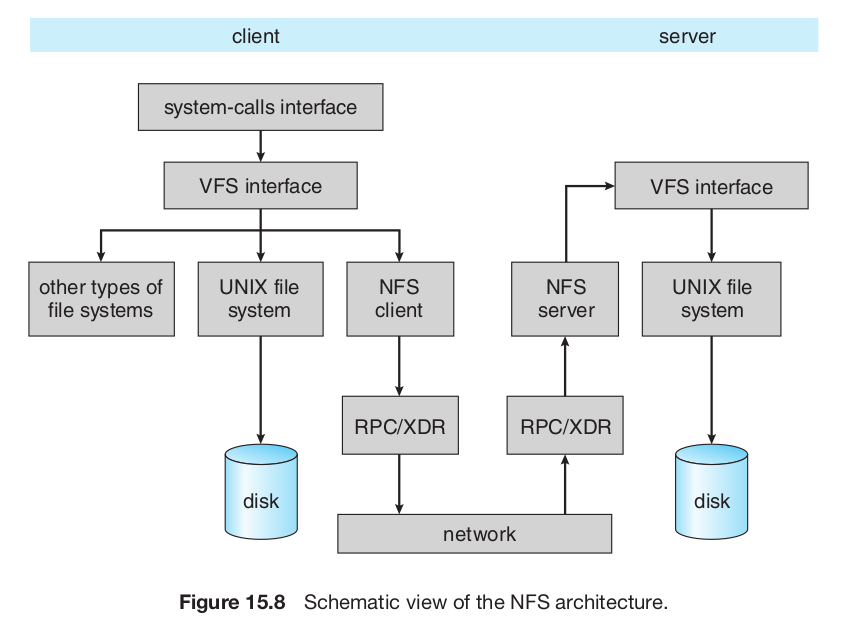 client
server
system-calls interface
VFS interface
VFS interface
other types of
file systems
UNIX file
system
NFS
client
NFS
server
UNIX file
system
RPC/XDR
RPC/XDR
disk
disk
network
Figure 15.8 Schematic view of the NFS architecture.